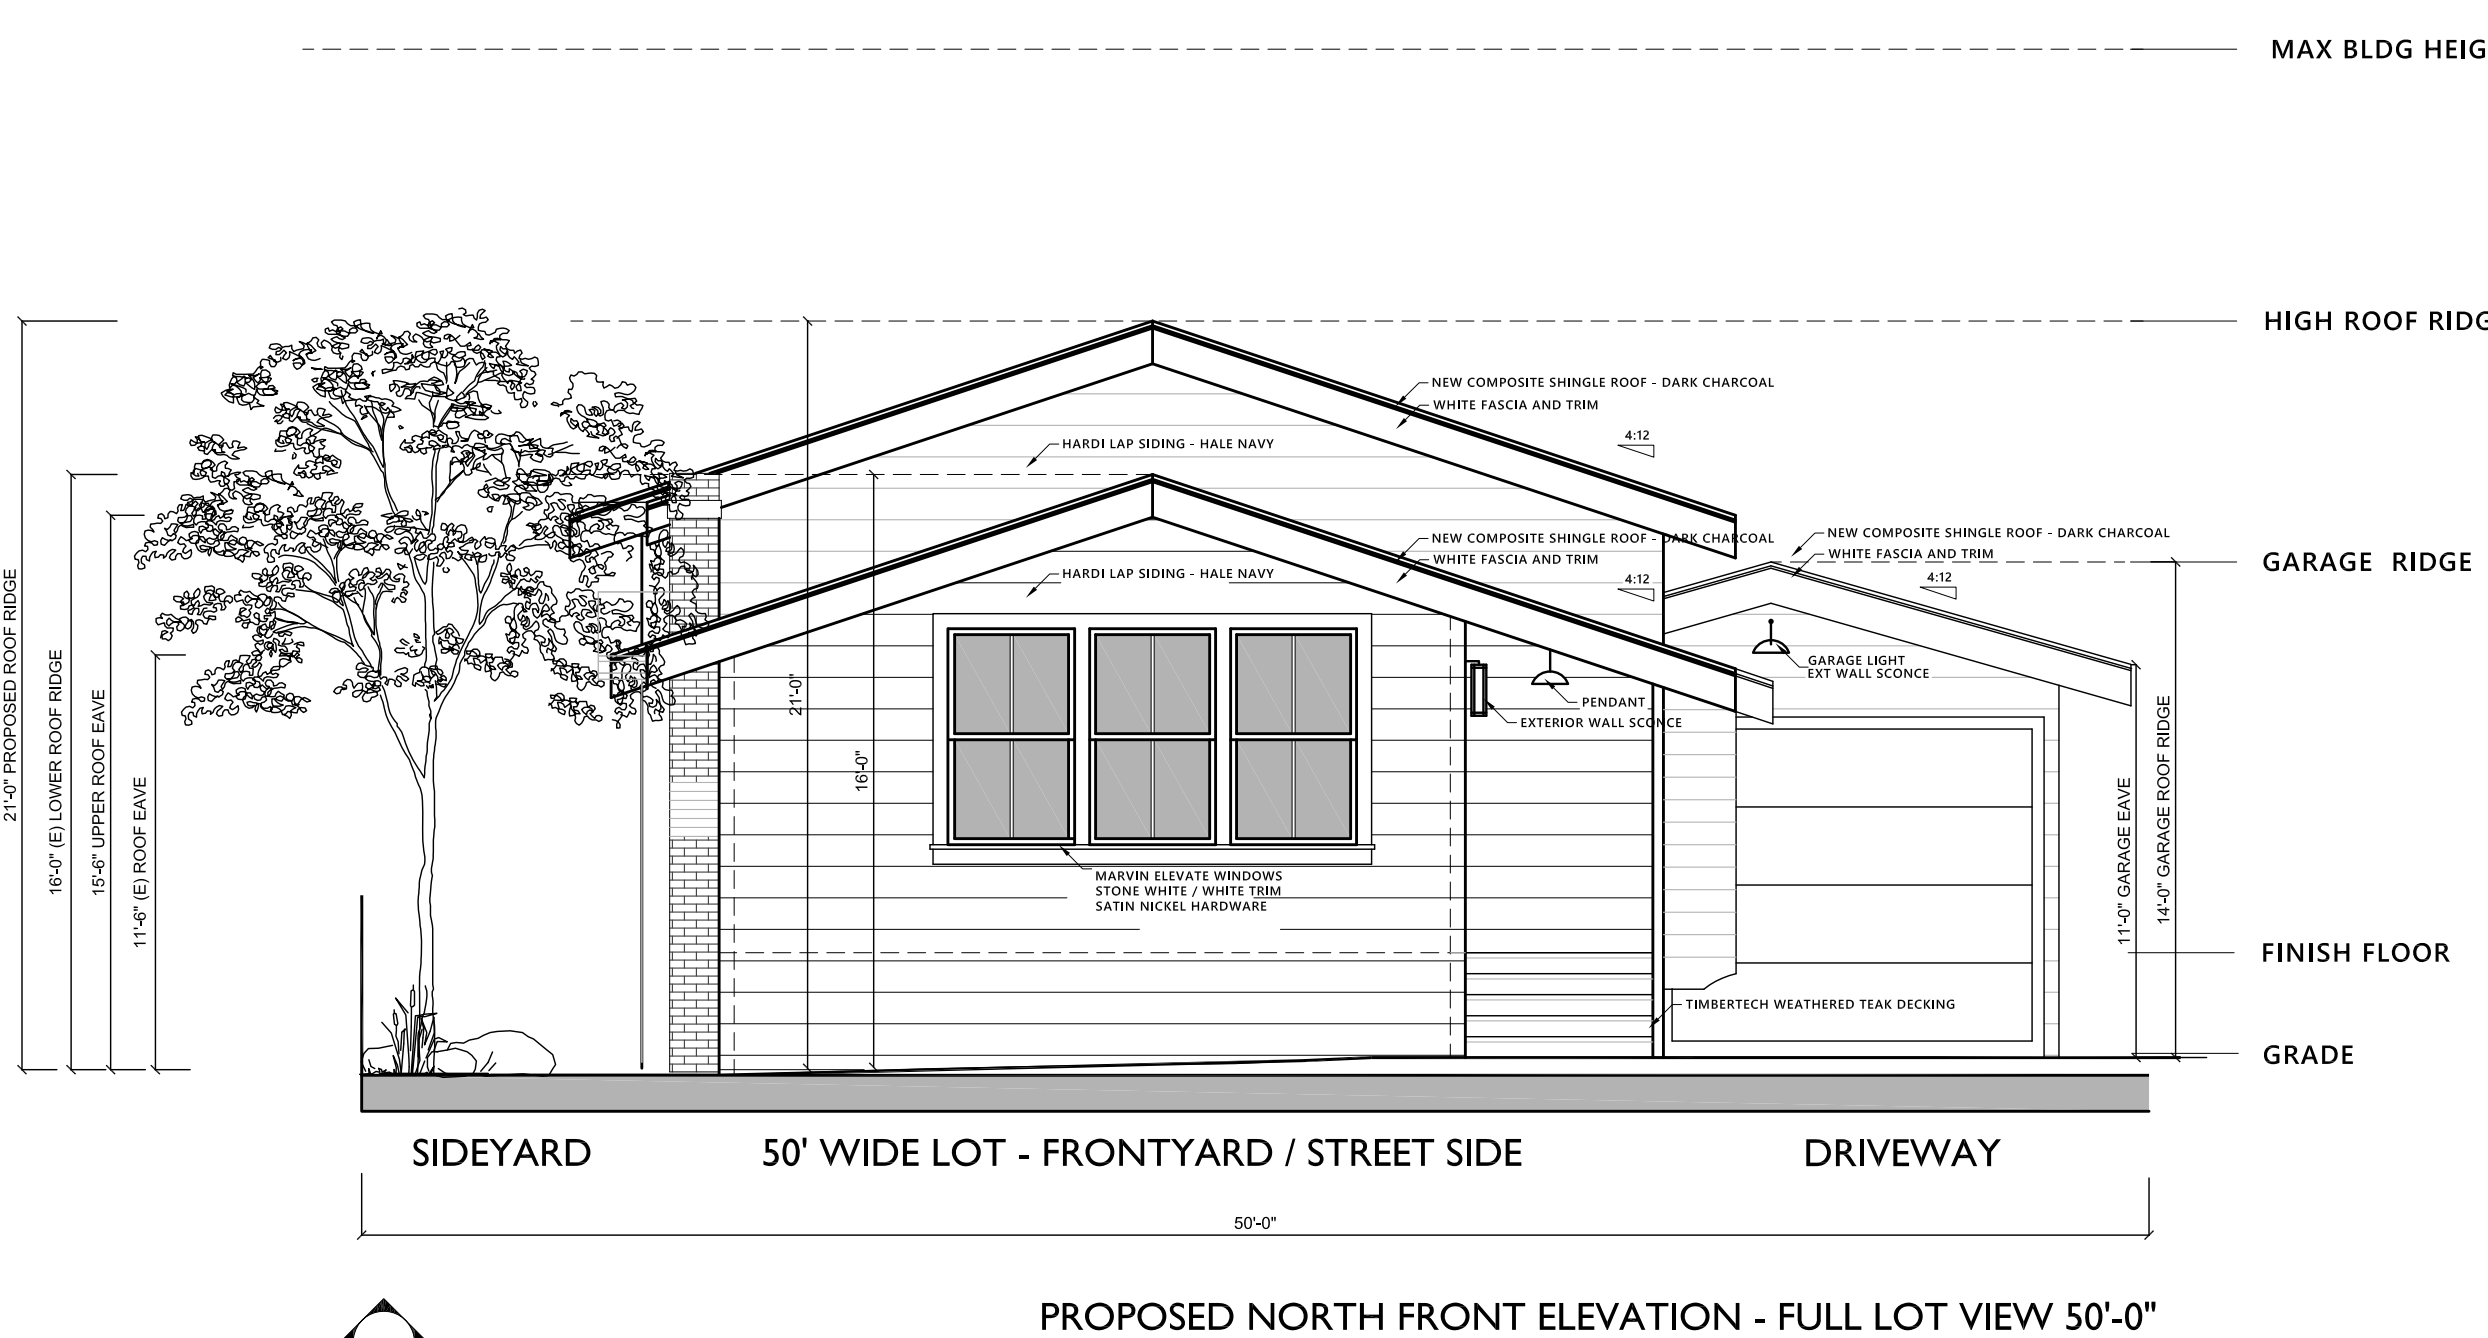 MAX BLDG HEIG
HIGH ROOF RIDG
NEW COMPOSITE SHINGLE ROOF - DARK CHARCOAL
WHITE FASCIA AND TRIM
4:12
HARDI LAP SIDING - HALE NAVY
NEW COMPOSITE SHINGLE ROOF - DARK CHARCOAL
WHITE FASCIA AND TRIM
4:12
HARDI LAP SIDING - HALE NAVY
NEW COMPOSITE SHINGLE ROOF - DARK CHARCOAL
WHITE FASCIA AND TRIM
4:12
GARAGE RIDGE
21'-0" PROPOSED ROOF RIDGE
16'-0" (E) LOWER ROOF RIDGE
15'-6" UPPER ROOF EAVE
11'-6" (E) ROOF EAVE
21'-0"
16'-0"
GARAGE LIGHT
EXT WALL SCONCE
PENDANT
EXTERIOR WALL SCONCE
11'-0" GARAGE EAVE
14'-0" GARAGE ROOF RIDGE
MARVIN ELEVATE WINDOWS
STONE WHITE / WHITE TRIM
SATIN NICKEL HARDWARE
FINISH FLOOR
TIMBERTECH WEATHERED TEAK DECKING
GRADE
SIDEYARD
50' WIDE LOT - FRONTYARD / STREET SIDE
DRIVEWAY
50'-0"
PROPOSED NORTH FRONT ELEVATION - FULL LOT VIEW 50'-0"